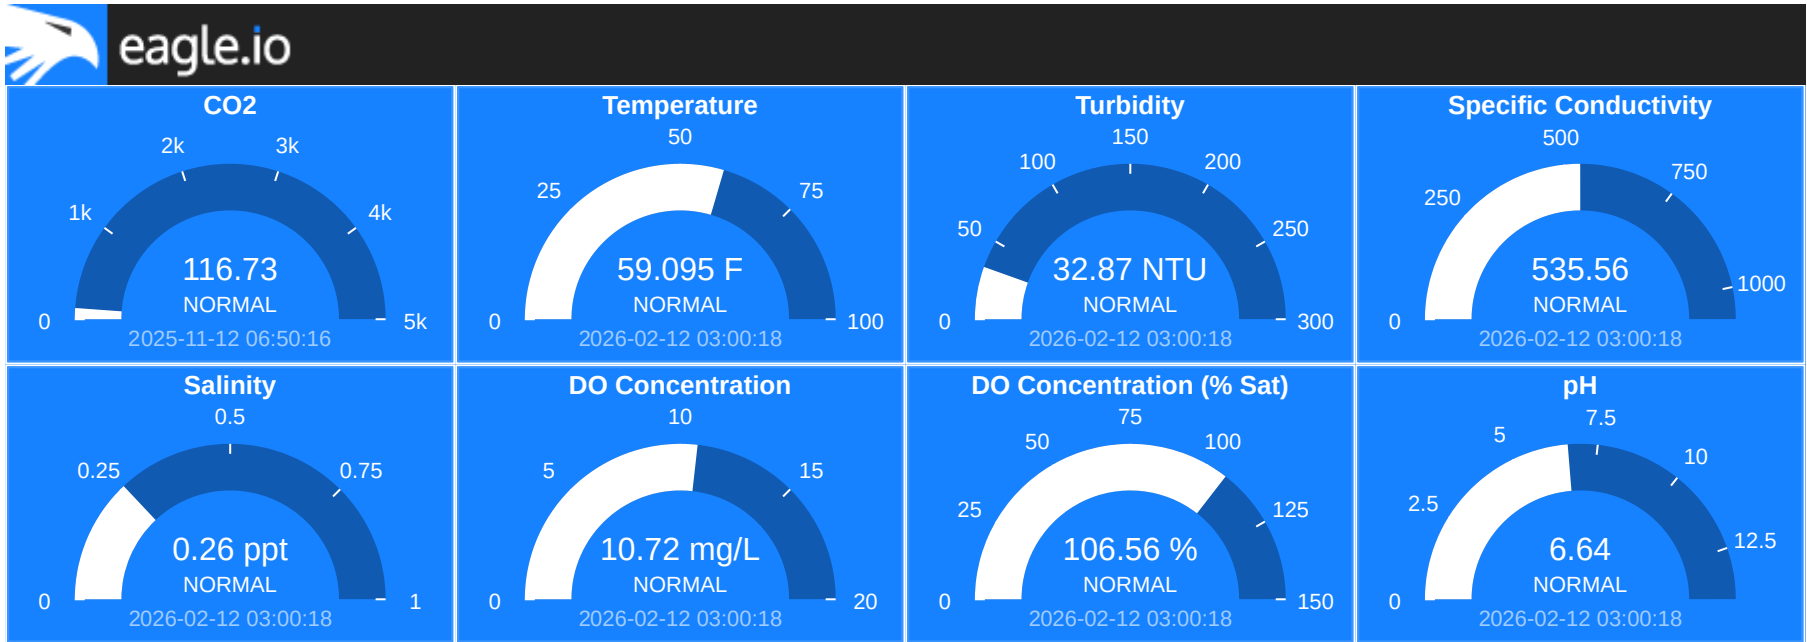 eagle.io
CO2
0
1k
2k
3k
4k
5k
116.73
NORMAL
2025-11-12 06:50:16
Temperature
0
25
50
75
100
59.095 F
NORMAL
2026-02-12 03:00:18
Turbidity
0
50
100
150
200
250
300
32.87 NTU
NORMAL
2026-02-12 03:00:18
Specific Conductivity
0
250
500
750
1000
535.56
NORMAL
2026-02-12 03:00:18
Salinity
0
0.25
0.5
0.75
1
0.26 ppt
NORMAL
2026-02-12 03:00:18
DO Concentration
0
5
10
15
20
10.72 mg/L
NORMAL
2026-02-12 03:00:18
DO Concentration (% Sat)
0
25
50
75
100
125
150
106.56 %
NORMAL
2026-02-12 03:00:18
pH
0
2.5
5
7.5
10
12.5
6.64
NORMAL
2026-02-12 03:00:18